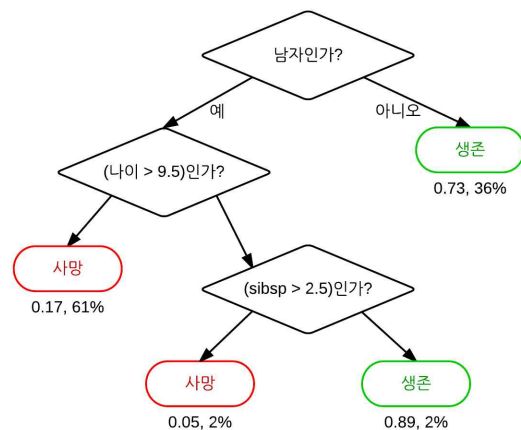 남자인가?
예
아니오
생존
0.73, 36%
(나이 > 9.5)인가?
사망
0.17, 61%
(sibsp > 2.5)인가?
사망
0.05, 2%
생존
0.89, 2%